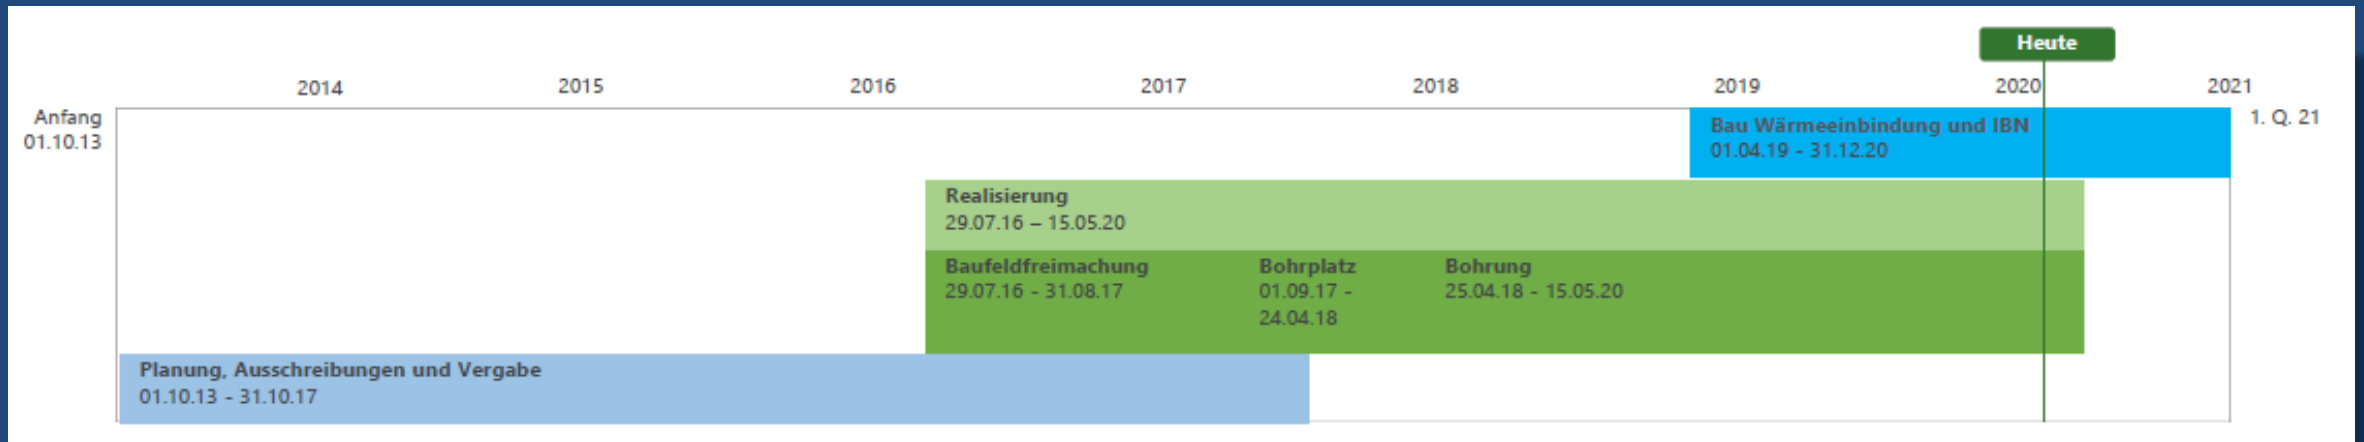 Heute
2014 2015 2016 2017 2018 2019 2020 2021
Anfang
01.10.13
1. Q. 21
Bau Wärmeeinbindung und IBN
01.04.19 - 31.12.20
Realisierung
29.07.16 – 15.05.20
Baufeldfreimachung
29.07.16 - 31.08.17
Bohrplatz
01.09.17 -
24.04.18
Bohrung
25.04.18 - 15.05.20
Planung, Ausschreibungen und Vergabe
01.10.13 - 31.10.17